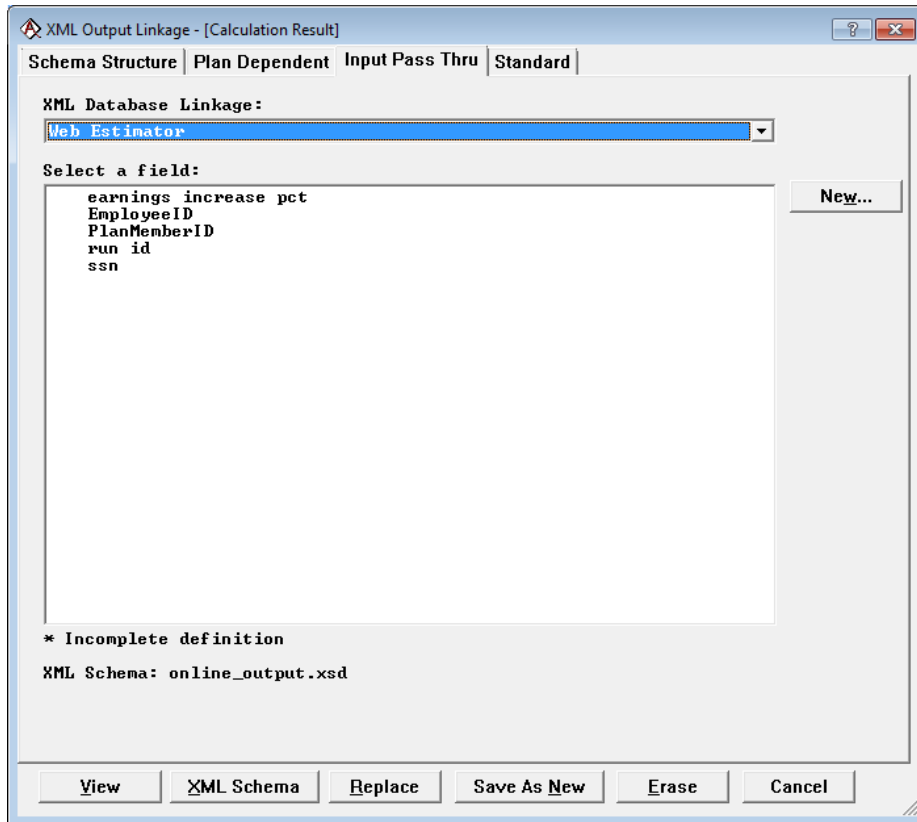 XML Output Linkage - [Calculation Result]
Schema Structure Plan Dependent Input Pass Thru Standard
XML Database Linkage:
Web Estimator
Select a field:
earnings increase pct
EmployeeID
PlanMemberID
run id
ssn
New...
* Incomplete definition
XML Schema: online_output.xsd
View XML Schema Replace Save As New Erase Cancel